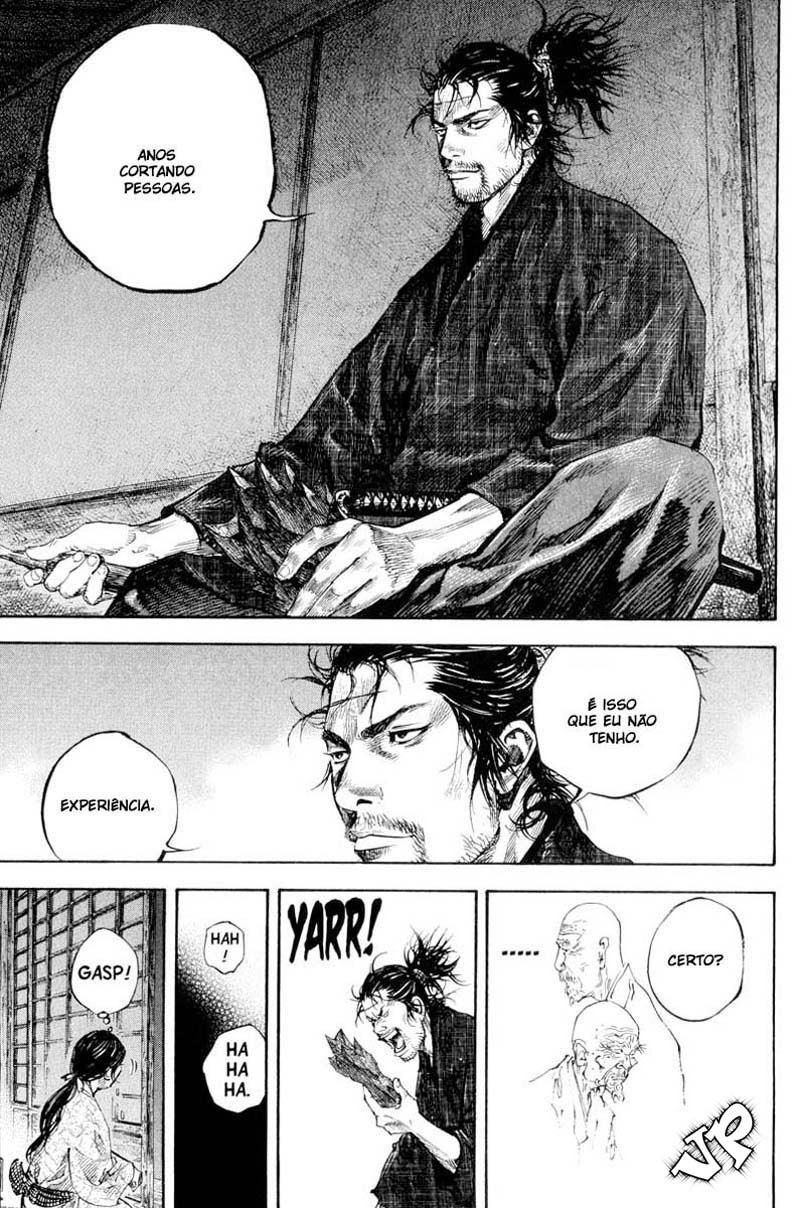 ANOS
CORTANDO
PESSOAS.
É ISSO
QUE EU NÃO
TENHO.
EXPERIÊNCIA.
CERTO?
......
YARR!
HAH
!
HA
HA
HA.
GASP!
VP